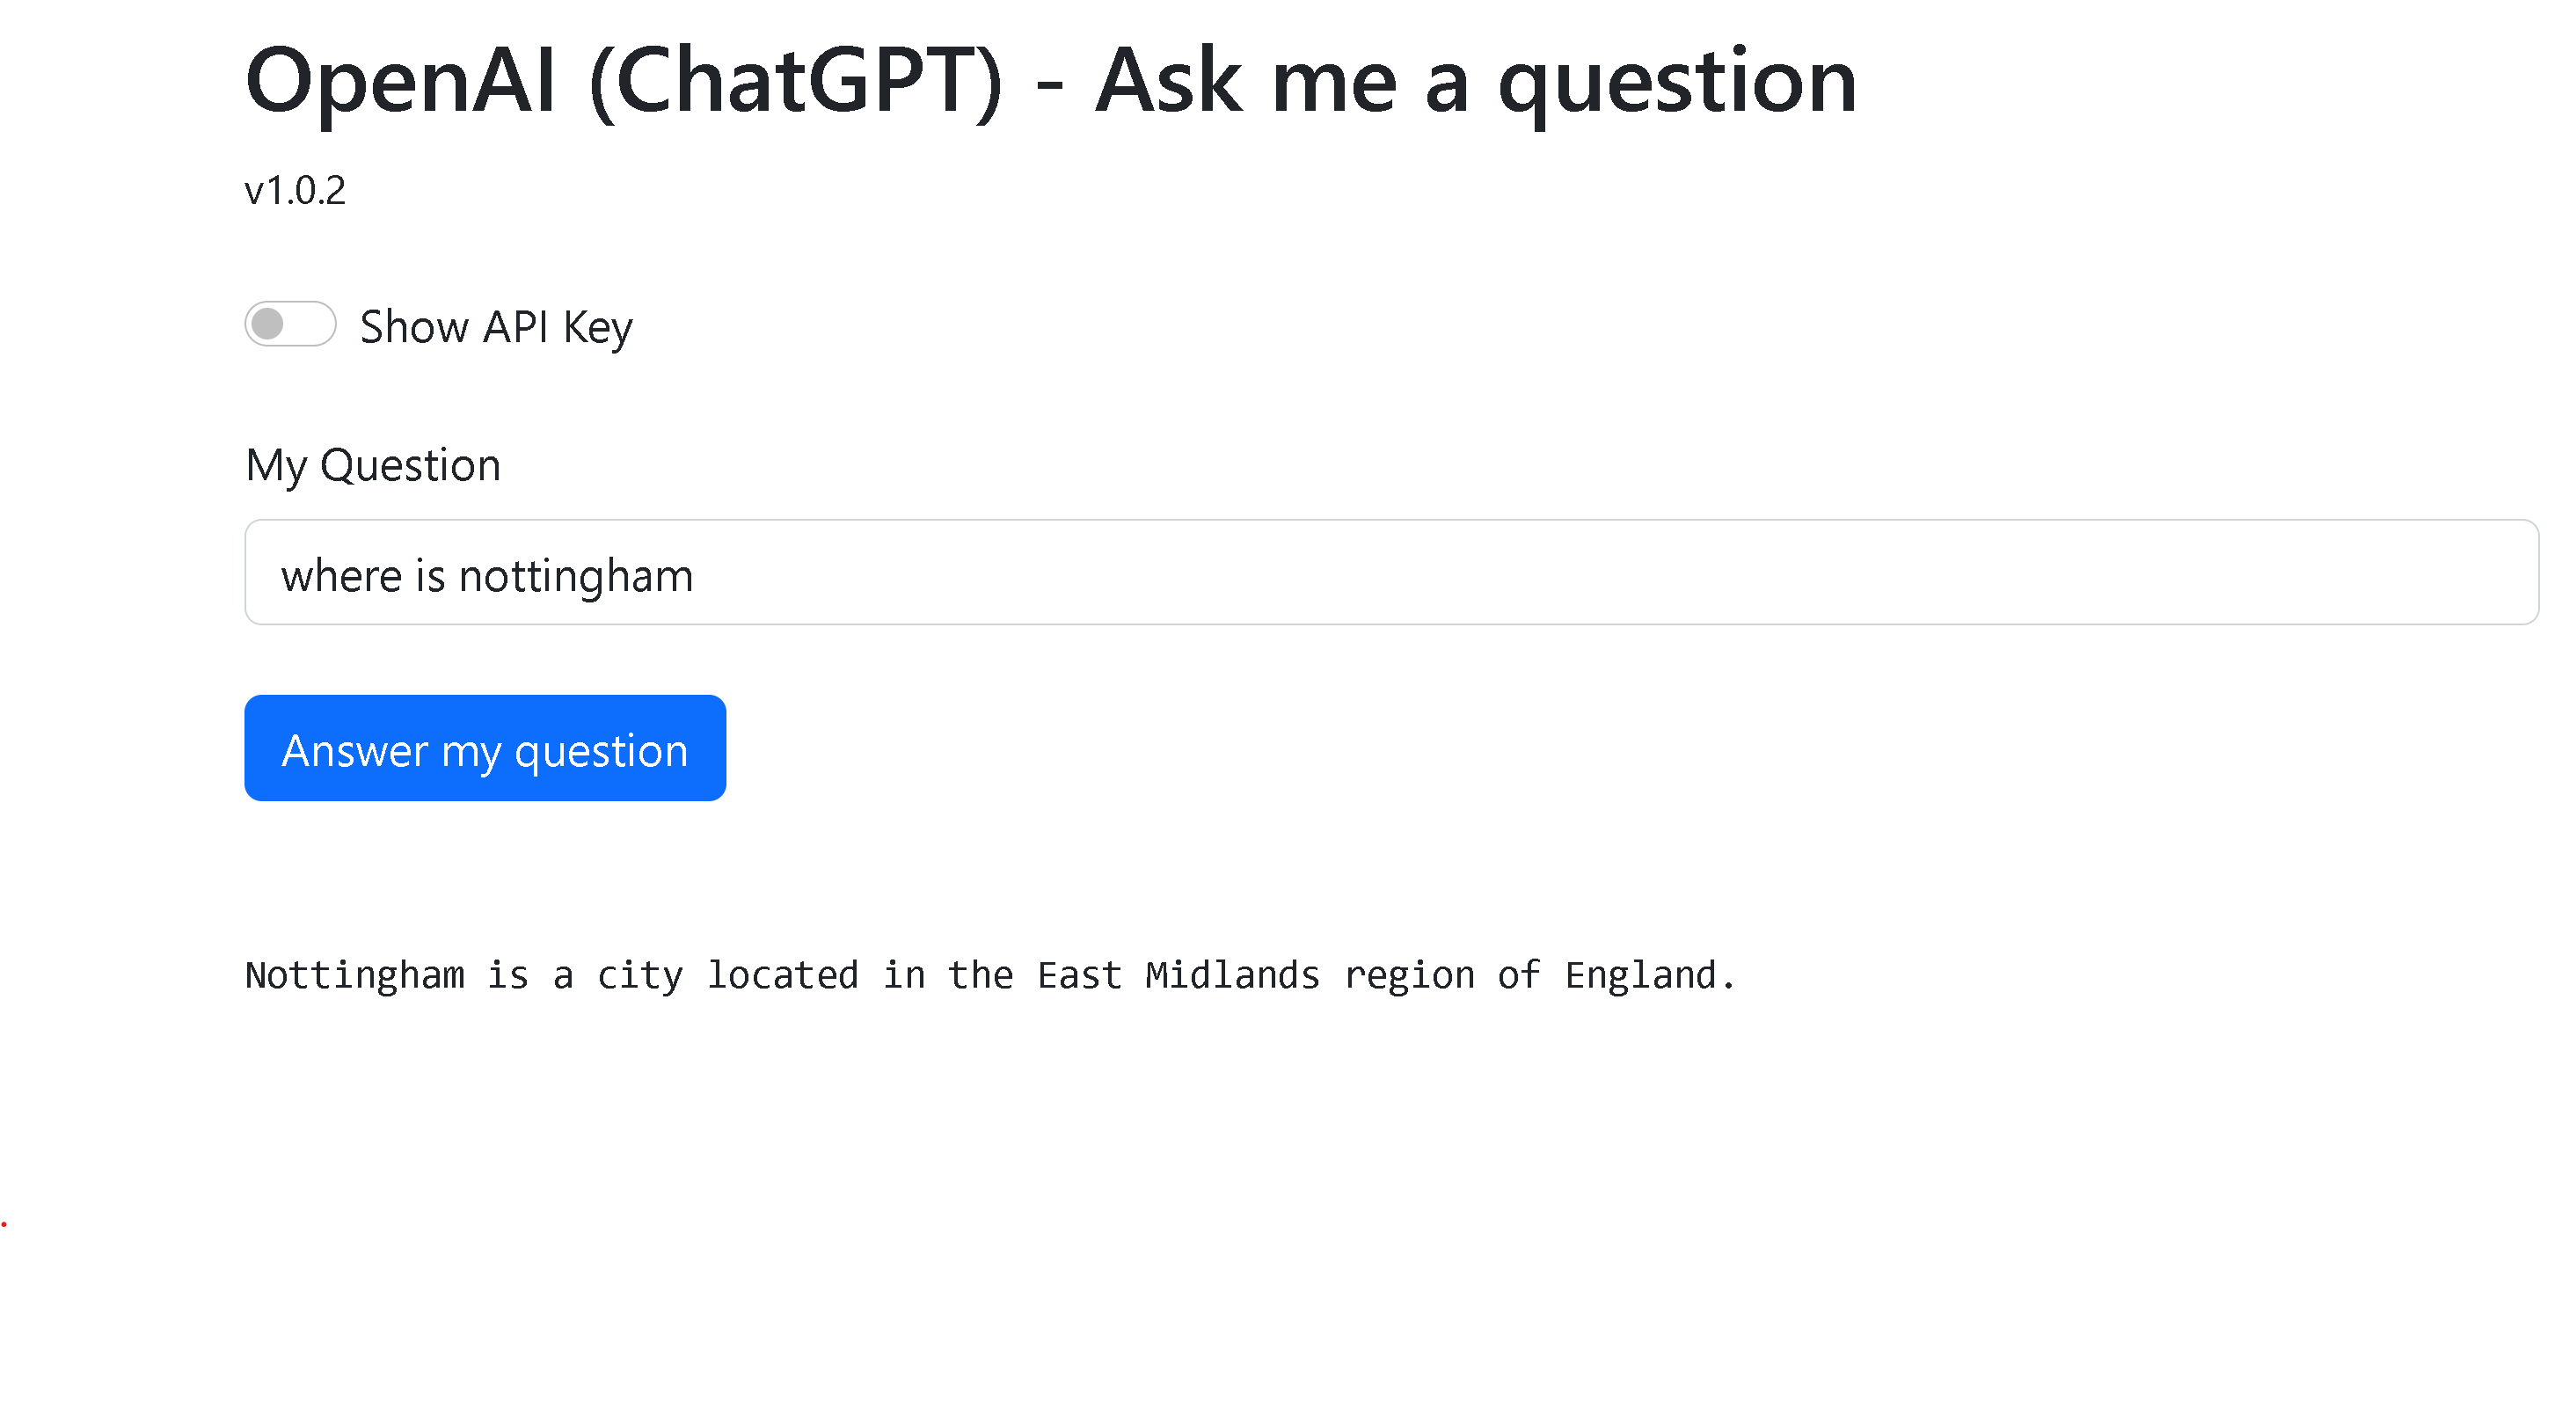 OpenAI (ChatGPT) - Ask me a question
v1.0.2
Show API Key
My Question
where is nottingham
Answer my question
Nottingham is a city located in the East Midlands region of England.